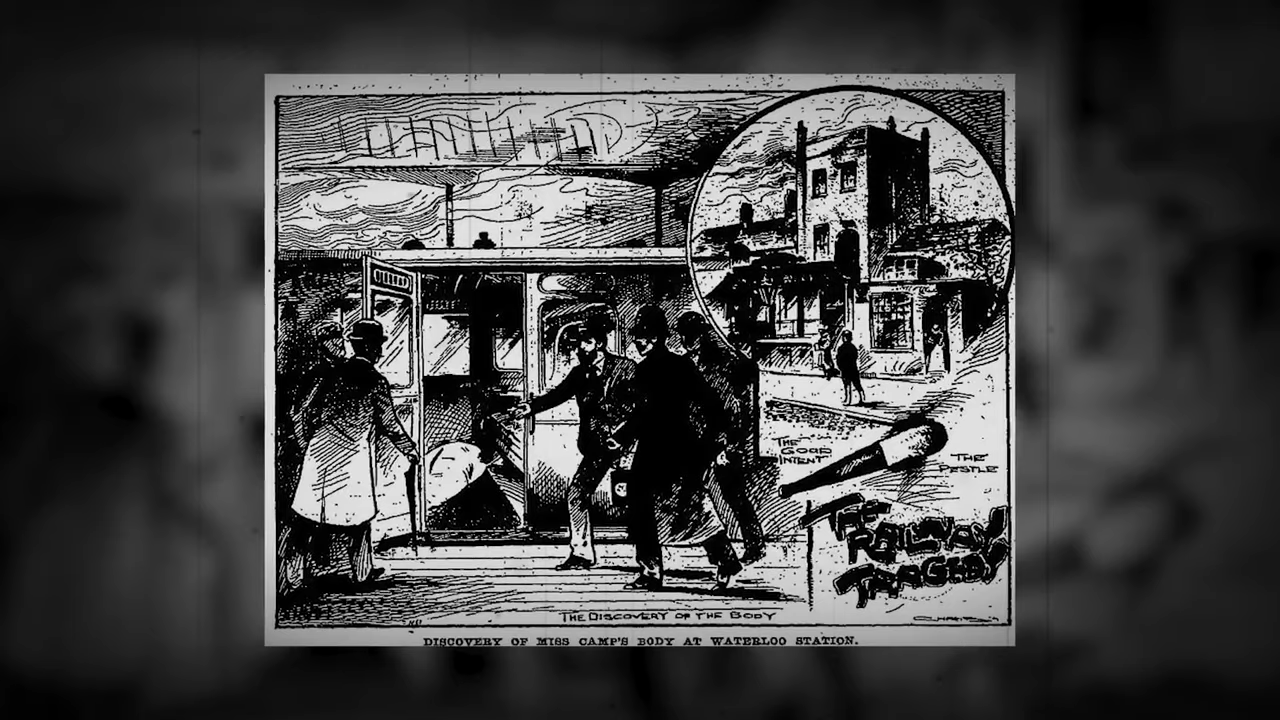 THE
GOOD
INTENT
THE
PESTLE
THE
RAILWAY
TRAGEDY
THE DISCOVERY OF THE BODY
DISCOVERY OF MISS CAMP'S BODY AT WATERLOO STATION.